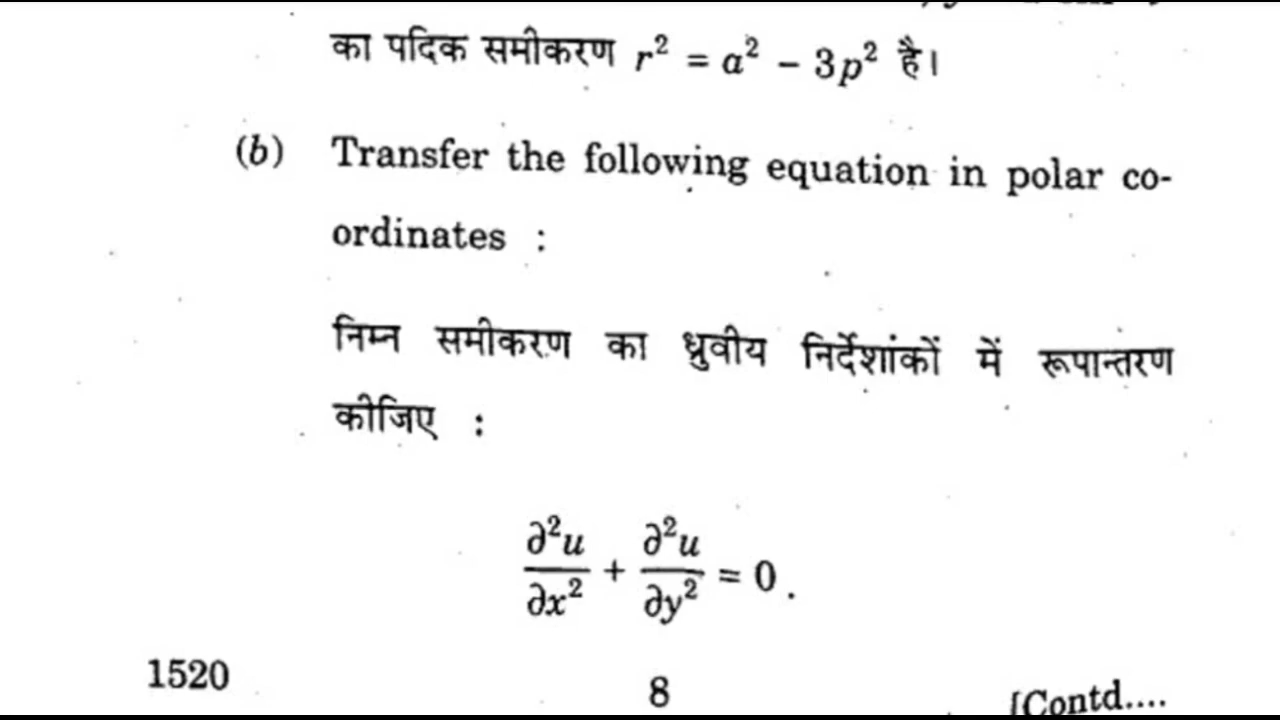 का पदिक समीकरण r² = a² − 3p² है।
(b) Transfer the following equation in polar co-
ordinates :
निम्न समीकरण का ध्रुवीय निर्देशांकों में रूपान्तरण
कीजिए :
∂²u/∂x² + ∂²u/∂y² = 0.
1520 8 [Contd....